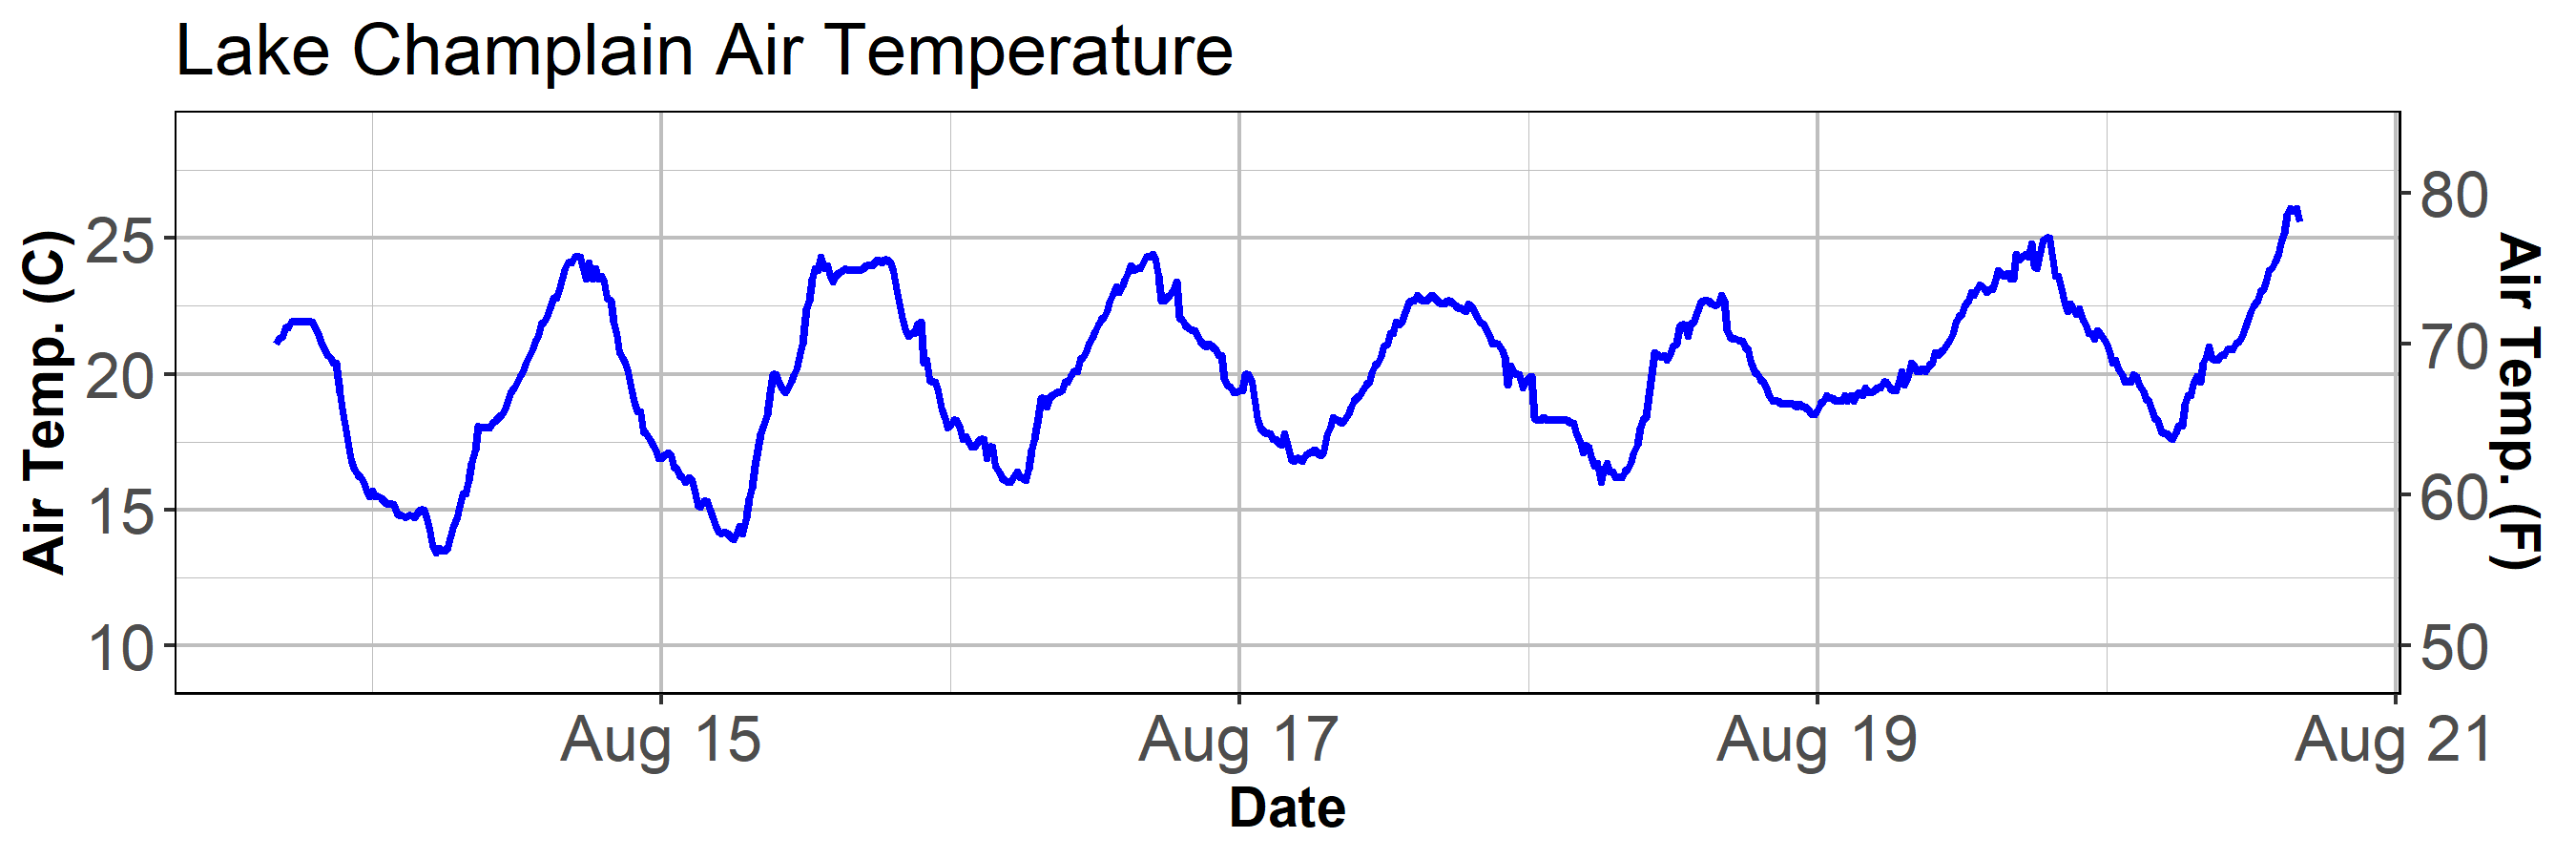 Lake Champlain Air Temperature
Air Temp. (C)
25
20
15
10
80
70
60
50
Air Temp. (F)
Aug 15
Aug 17
Aug 19
Aug 21
Date